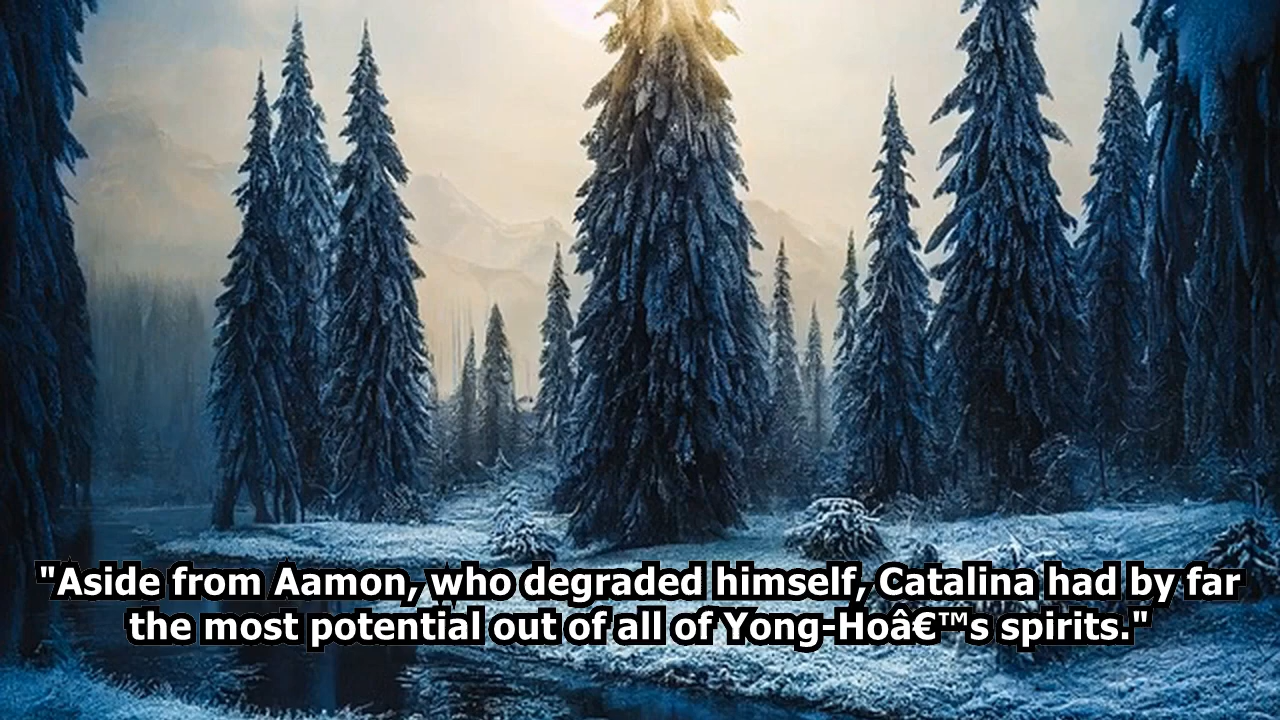 "Aside from Aamon, who degraded himself, Catalina had by far
the most potential out of all of Yong-Hoâ€™s spirits."